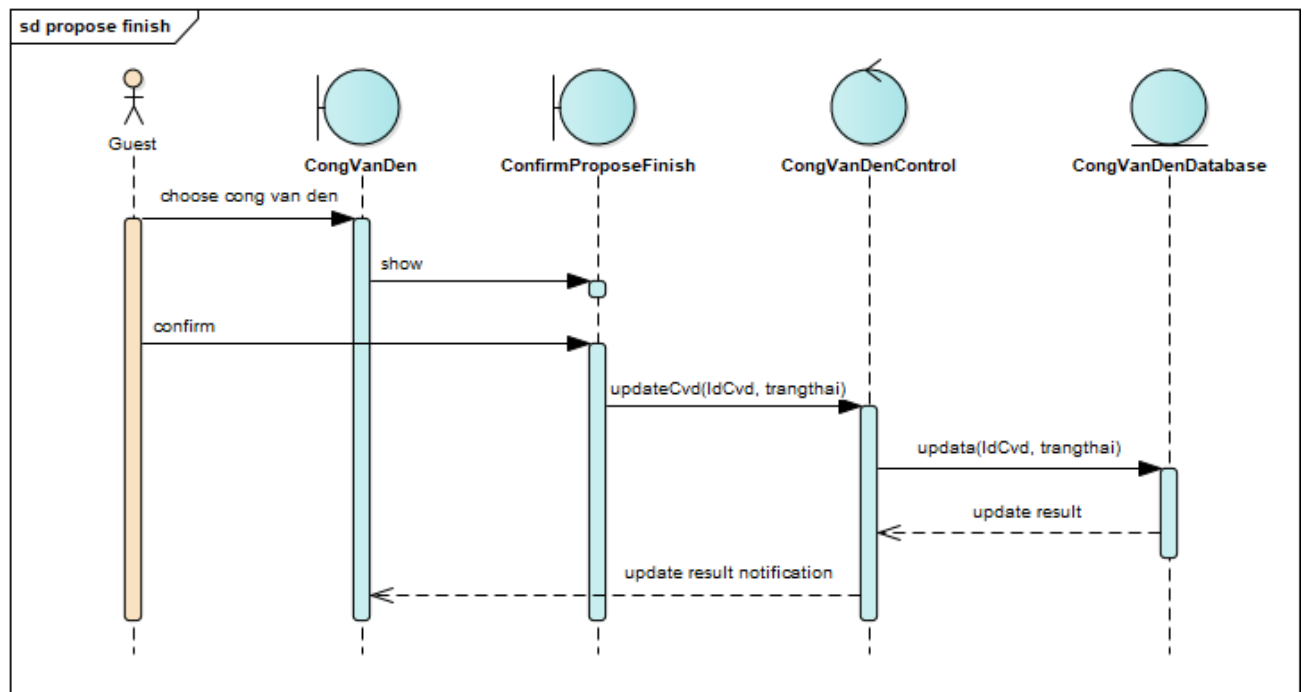 sd propose finish
Guest
CongVanDen
ConfirmProposeFinish
CongVanDenControl
CongVanDenDatabase
choose cong van den
show
confirm
updateCvd(IdCvd, trangthai)
updata(IdCvd, trangthai)
update result
update result notification